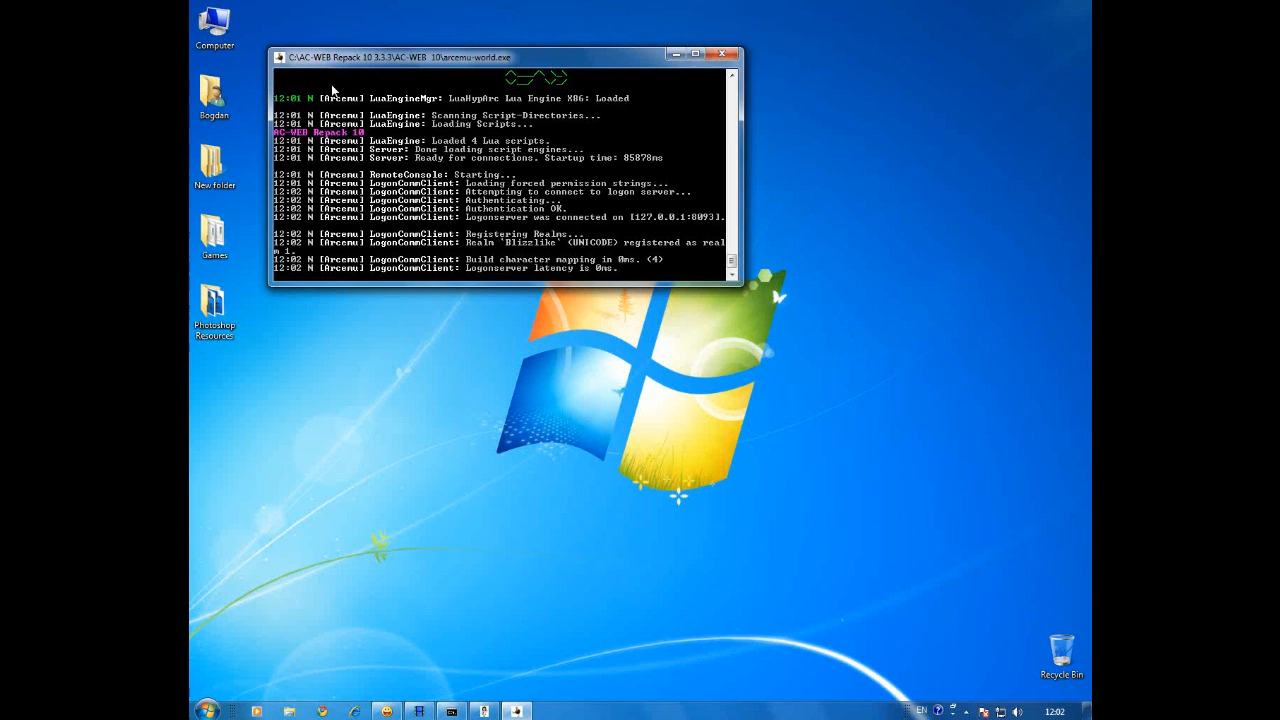 Computer
Bogdan
New folder
Games
Photoshop
Resources
C:\AC-WEB Repack 10 3.3.3\AC-WEB  10\arcemu-world.exe
12:01 N [Arcemu] LuaEngineMgr: LuaHypArc Lua Engine X86: Loaded
12:01 N [Arcemu] LuaEngine: Scanning Script-Directories...
12:01 N [Arcemu] LuaEngine: Loading Scripts...
AC-WEB Repack 10
12:01 N [Arcemu] LuaEngine: Loaded 4 Lua scripts.
12:01 N [Arcemu] Server: Done loading script engines...
12:01 N [Arcemu] Server: Ready for connections. Startup time: 85878ms
12:01 N [Arcemu] RemoteConsole: Starting...
12:01 N [Arcemu] LogonCommClient: Loading forced permission strings...
12:02 N [Arcemu] LogonCommClient: Attempting to connect to logon server...
12:02 N [Arcemu] LogonCommClient: Authenticating...
12:02 N [Arcemu] LogonCommClient: Authentication OK.
12:02 N [Arcemu] LogonCommClient: Logonserver was connected on [127.0.0.1:8093].
12:02 N [Arcemu] LogonCommClient: Registering Realms...
12:02 N [Arcemu] LogonCommClient: Realm `Blizzlike` (UNICODE) registered as real
m 1.
12:02 N [Arcemu] LogonCommClient: Build character mapping in 0ms. (4)
12:02 N [Arcemu] LogonCommClient: Logonserver latency is 0ms.
Recycle Bin
EN
12:02